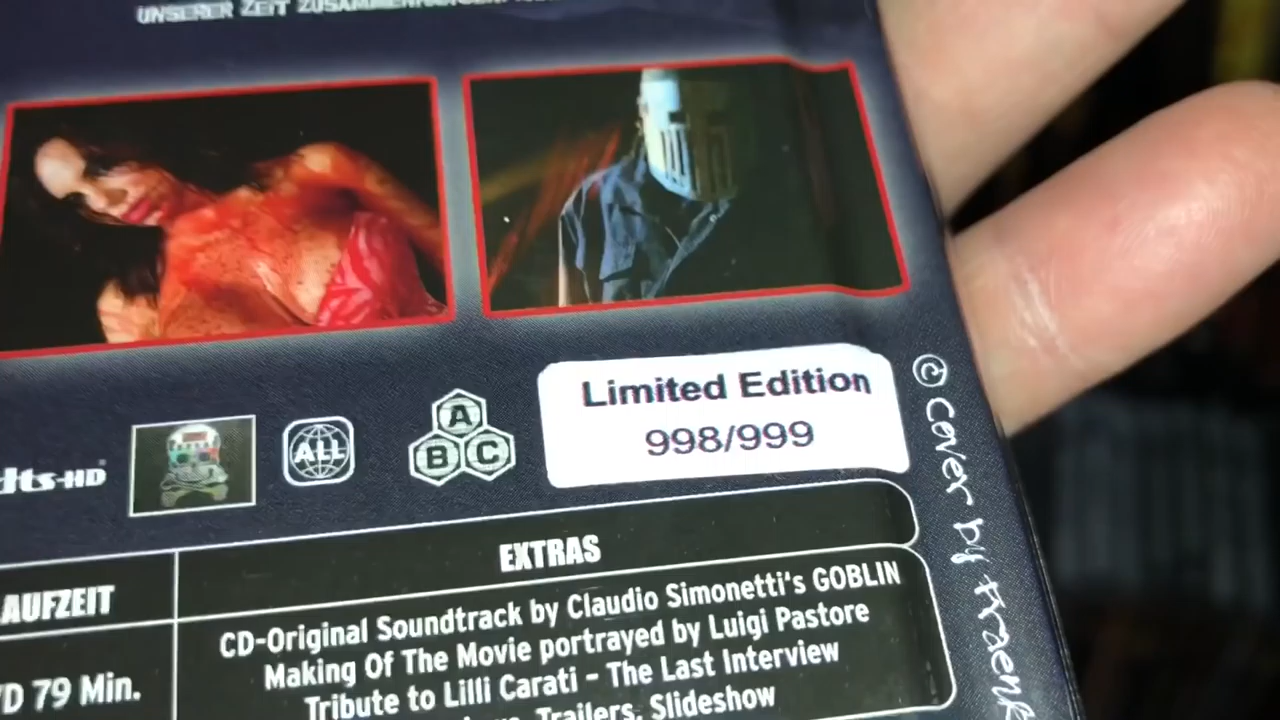 UNSERER ZEIT
dts-HD
ALL
A
B C
Limited Edition
998/999
© Cover by
EXTRAS
AUFZEIT
CD-Original Soundtrack by Claudio Simonetti's GOBLIN
Making Of The Movie portrayed by Luigi Pastore
Tribute to Lilli Carati - The Last Interview
Trailers, Slideshow
79 Min.